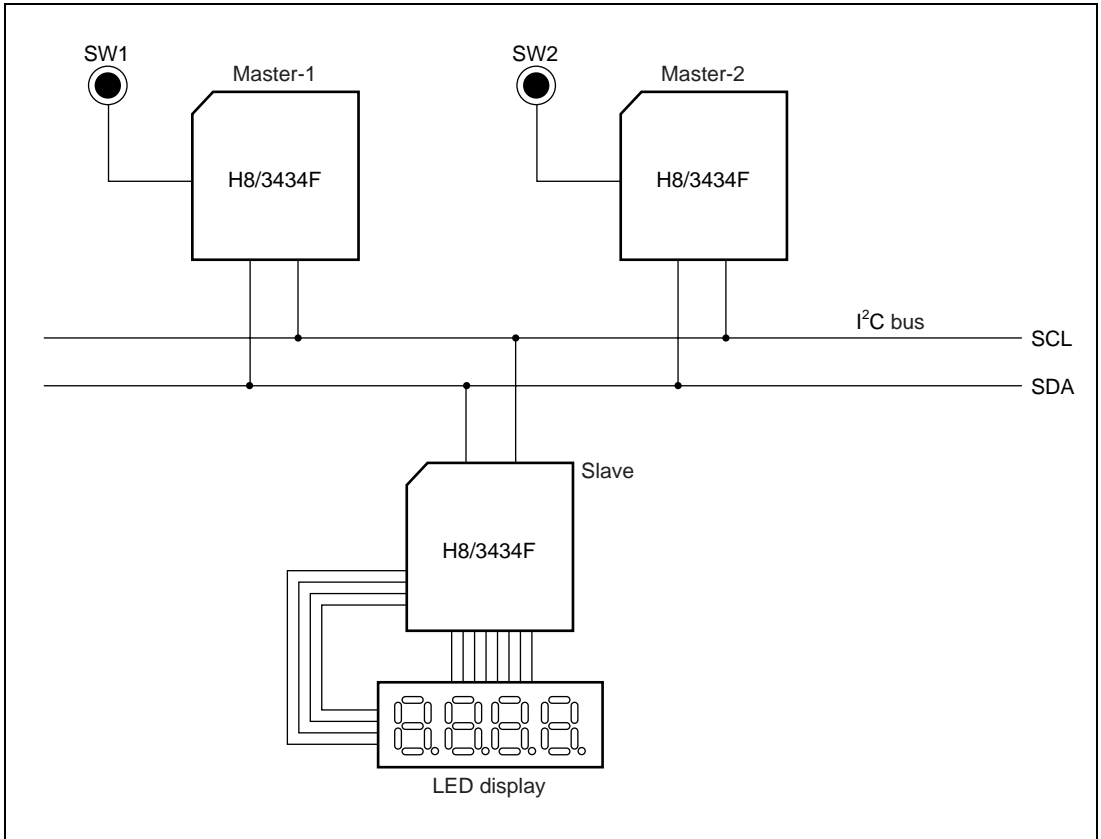 SW1
Master-1
H8/3434F
SW2
Master-2
H8/3434F
I²C bus
SCL
SDA
Slave
H8/3434F
LED display